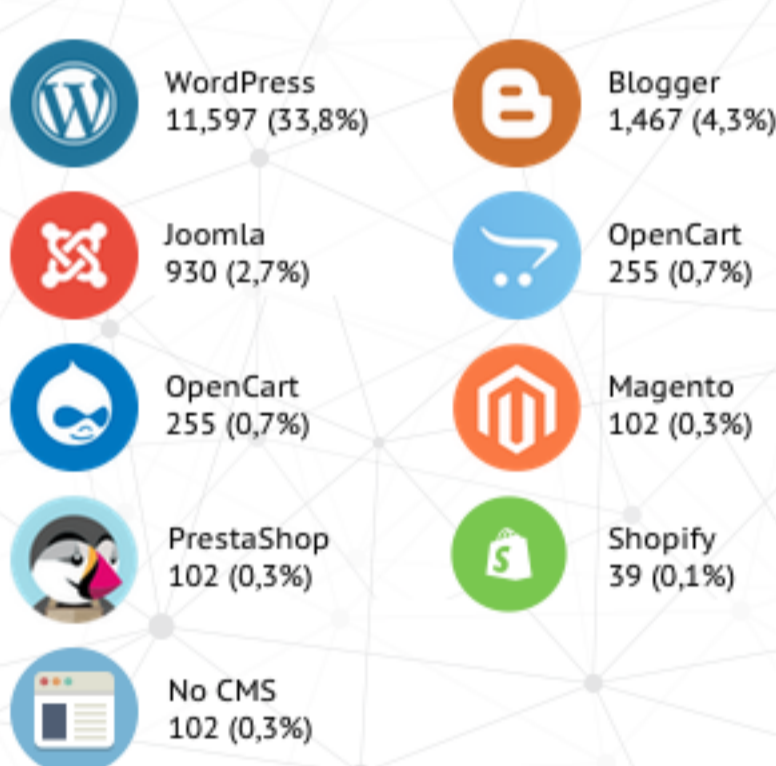 WordPress
11,597 (33,8%)
Blogger
1,467 (4,3%)
Joomla
930 (2,7%)
OpenCart
255 (0,7%)
OpenCart
255 (0,7%)
Magento
102 (0,3%)
PrestaShop
102 (0,3%)
Shopify
39 (0,1%)
No CMS
102 (0,3%)